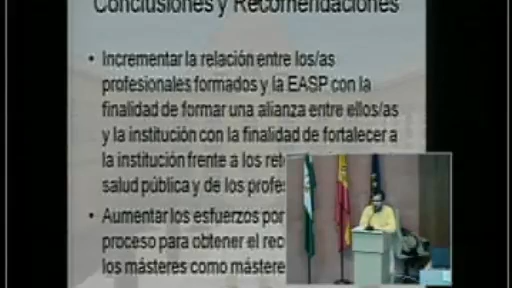 Conclusiones y Recomendaciones
• Incrementar la relación entre los/as
profesionales formados y la EASP con la
finalidad de formar una alianza entre ellos/as
y la institución con la finalidad de fortalecer a
la institución frente a los
salud pública y de los
• Aumentar los esfuerzos por
proceso para obtener el
los másteres como